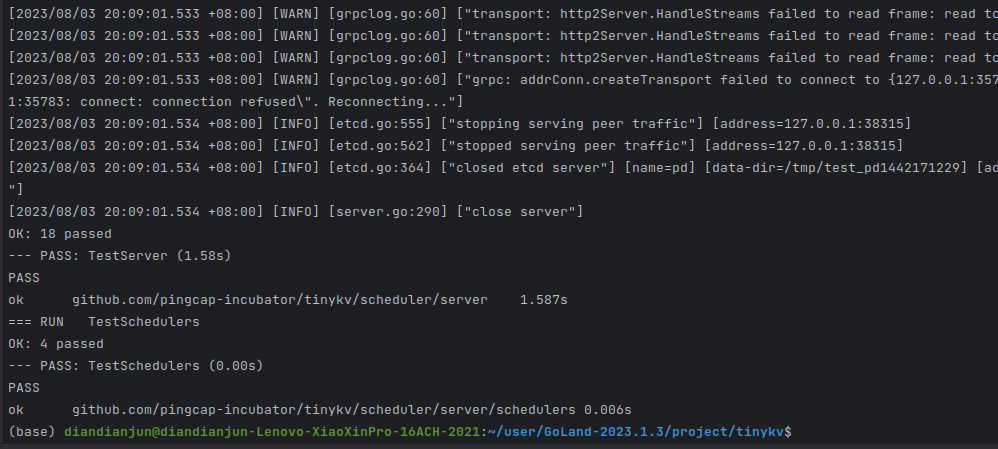 [2023/08/03 20:09:01.533 +08:00] [WARN] [grpclog.go:60] ["transport: http2Server.HandleStreams failed to read frame: read tc
[2023/08/03 20:09:01.533 +08:00] [WARN] [grpclog.go:60] ["transport: http2Server.HandleStreams failed to read frame: read tc
[2023/08/03 20:09:01.533 +08:00] [WARN] [grpclog.go:60] ["transport: http2Server.HandleStreams failed to read frame: read tc
[2023/08/03 20:09:01.533 +08:00] [WARN] [grpclog.go:60] ["grpc: addrConn.createTransport failed to connect to {127.0.0.1:357
1:35783: connect: connection refused\". Reconnecting..."]
[2023/08/03 20:09:01.534 +08:00] [INFO] [etcd.go:555] ["stopping serving peer traffic"] [address=127.0.0.1:38315]
[2023/08/03 20:09:01.534 +08:00] [INFO] [etcd.go:562] ["stopped serving peer traffic"] [address=127.0.0.1:38315]
[2023/08/03 20:09:01.534 +08:00] [INFO] [etcd.go:364] ["closed etcd server"] [name=pd] [data-dir=/tmp/test_pd1442171229] [ad
"]
[2023/08/03 20:09:01.534 +08:00] [INFO] [server.go:290] ["close server"]
OK: 18 passed
--- PASS: TestServer (1.58s)
PASS
ok      github.com/pingcap-incubator/tinykv/scheduler/server    1.587s
=== RUN   TestSchedulers
OK: 4 passed
--- PASS: TestSchedulers (0.00s)
PASS
ok      github.com/pingcap-incubator/tinykv/scheduler/server/schedulers 0.006s
(base) diandianjun@diandianjun-Lenovo-XiaoXinPro-16ACH-2021:~/user/GoLand-2023.1.3/project/tinykv$